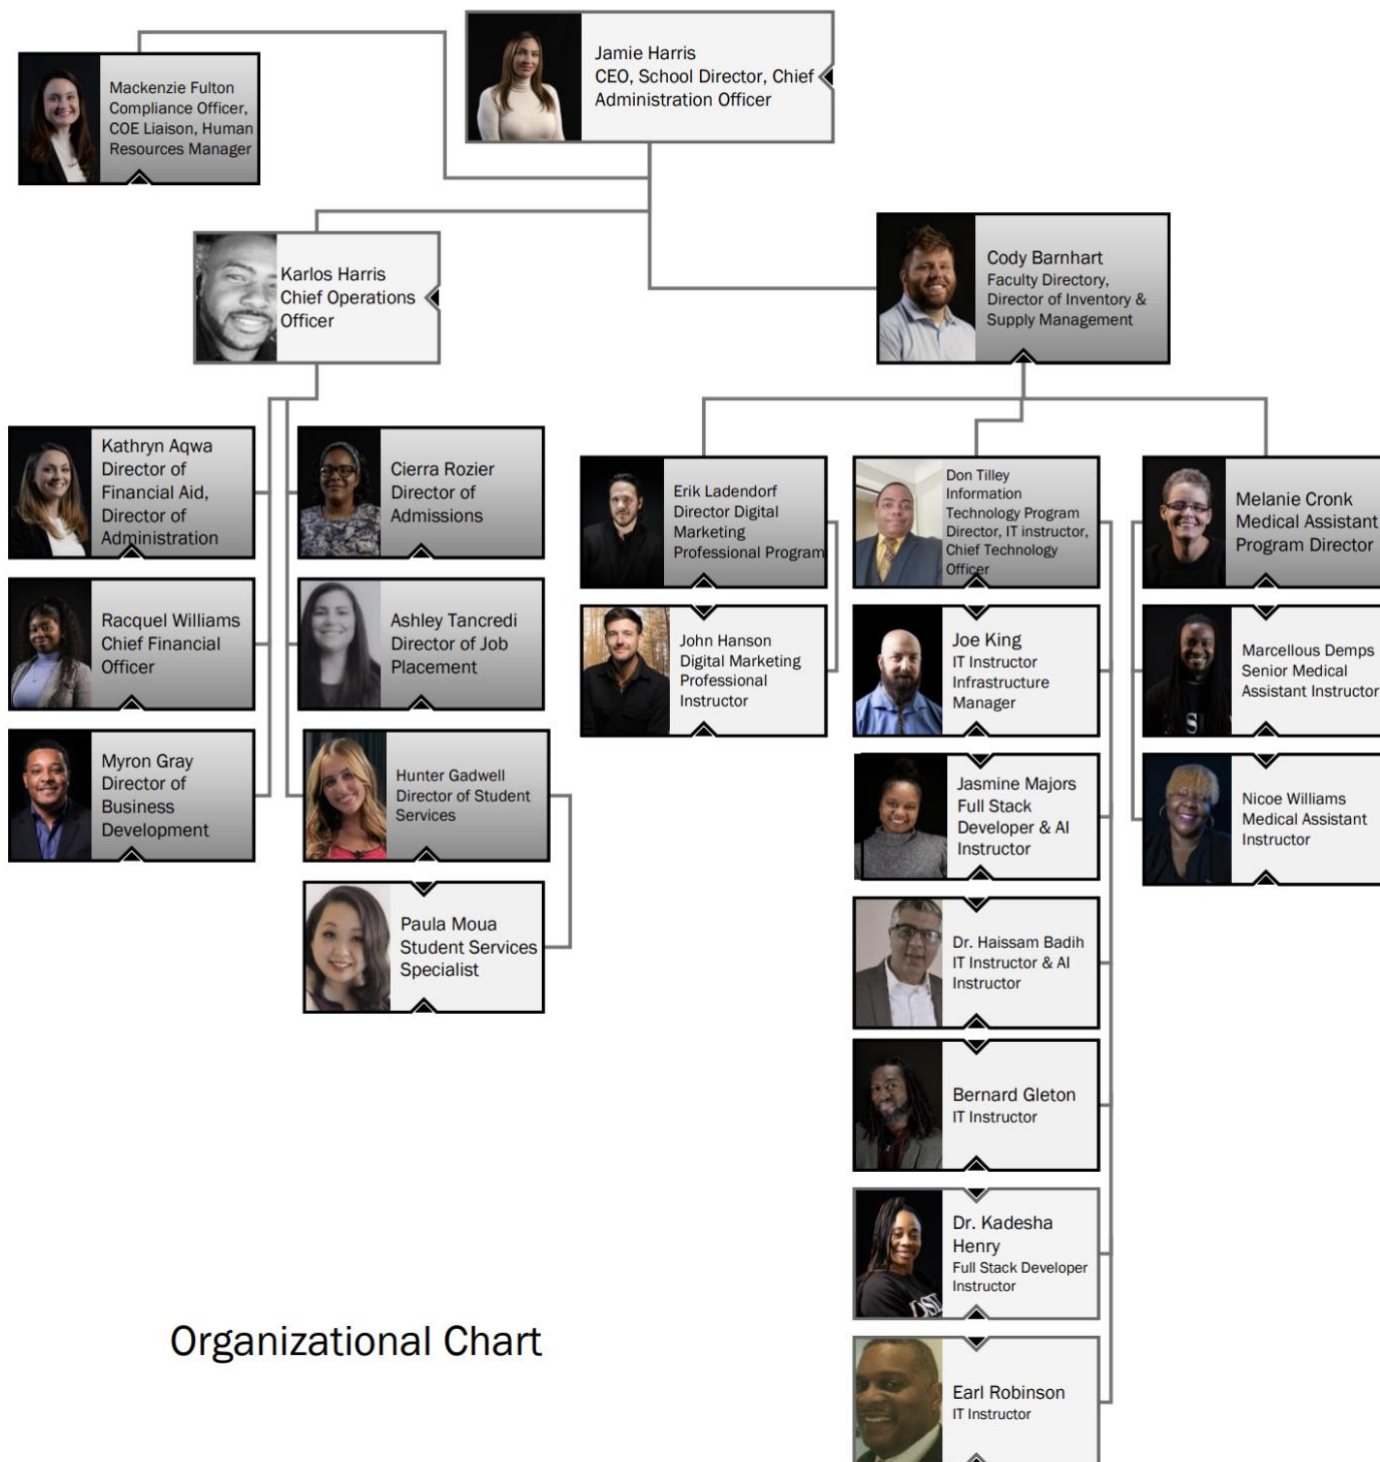 Jamie Harris
CEO, School Director, Chief
Administration Officer
Mackenzie Fulton
Compliance Officer,
COE Liaison, Human
Resources Manager
Karlos Harris
Chief Operations
Officer
Cody Barnhart
Faculty Directory,
Director of Inventory &
Supply Management
Kathryn Aqwa
Director of
Financial Aid,
Director of
Administration
Cierra Rozier
Director of
Admissions
Racquel Williams
Chief Financial
Officer
Ashley Tancredi
Director of Job
Placement
Myron Gray
Director of
Business
Development
Hunter Gadwell
Director of Student
Services
Paula Moua
Student Services
Specialist
Erik Ladendorf
Director Digital
Marketing
Professional Program
John Hanson
Digital Marketing
Professional
Instructor
Don Tilley
Information
Technology Program
Director, IT instructor,
Chief Technology
Officer
Joe King
IT Instructor
Infrastructure
Manager
Jasmine Majors
Full Stack
Developer & AI
Instructor
Dr. Haissam Badih
IT Instructor & AI
Instructor
Bernard Gleton
IT Instructor
Dr. Kadesha
Henry
Full Stack Developer
Instructor
Earl Robinson
IT Instructor
Melanie Cronk
Medical Assistant
Program Director
Marcellous Demps
Senior Medical
Assistant Instructor
Nicoe Williams
Medical Assistant
Instructor
Organizational Chart